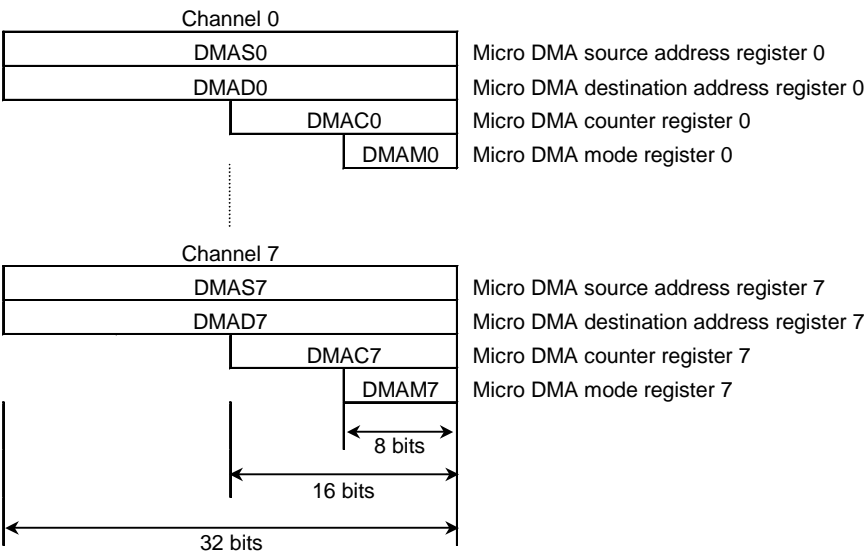 Channel 0
DMAS0 Micro DMA source address register 0
DMAD0 Micro DMA destination address register 0
DMAC0 Micro DMA counter register 0
DMAM0 Micro DMA mode register 0
Channel 7
DMAS7 Micro DMA source address register 7
DMAD7 Micro DMA destination address register 7
DMAC7 Micro DMA counter register 7
DMAM7 Micro DMA mode register 7
8 bits
16 bits
32 bits